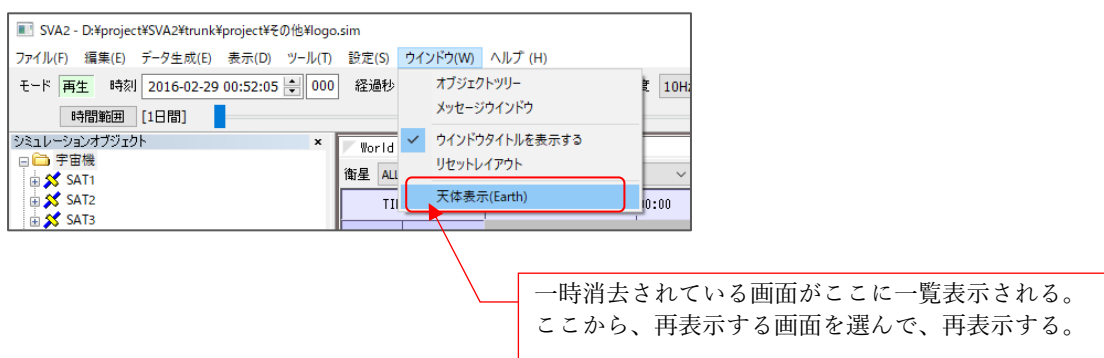 SVA2 - D:¥project¥SVA2¥trunk¥project¥その他¥logo.sim
ファイル(F) 編集(E) データ生成(E) 表示(D) ツール(T) 設定(S) ウインドウ(W) ヘルプ (H)
モード 再生 時刻 2016-02-29 00:52:05 000 経過秒 度 10Hz
時間範囲 [1日間]
オブジェクトツリー
メッセージウインドウ
ウインドウタイトルを表示する
リセットレイアウト
天体表示(Earth)
シミュレーションオブジェクト
宇宙機
SAT1
SAT2
SAT3
World
衛星 ALL
TI 00:00
一時消去されている画面がここに一覧表示される。
ここから、再表示する画面を選んで、再表示する。